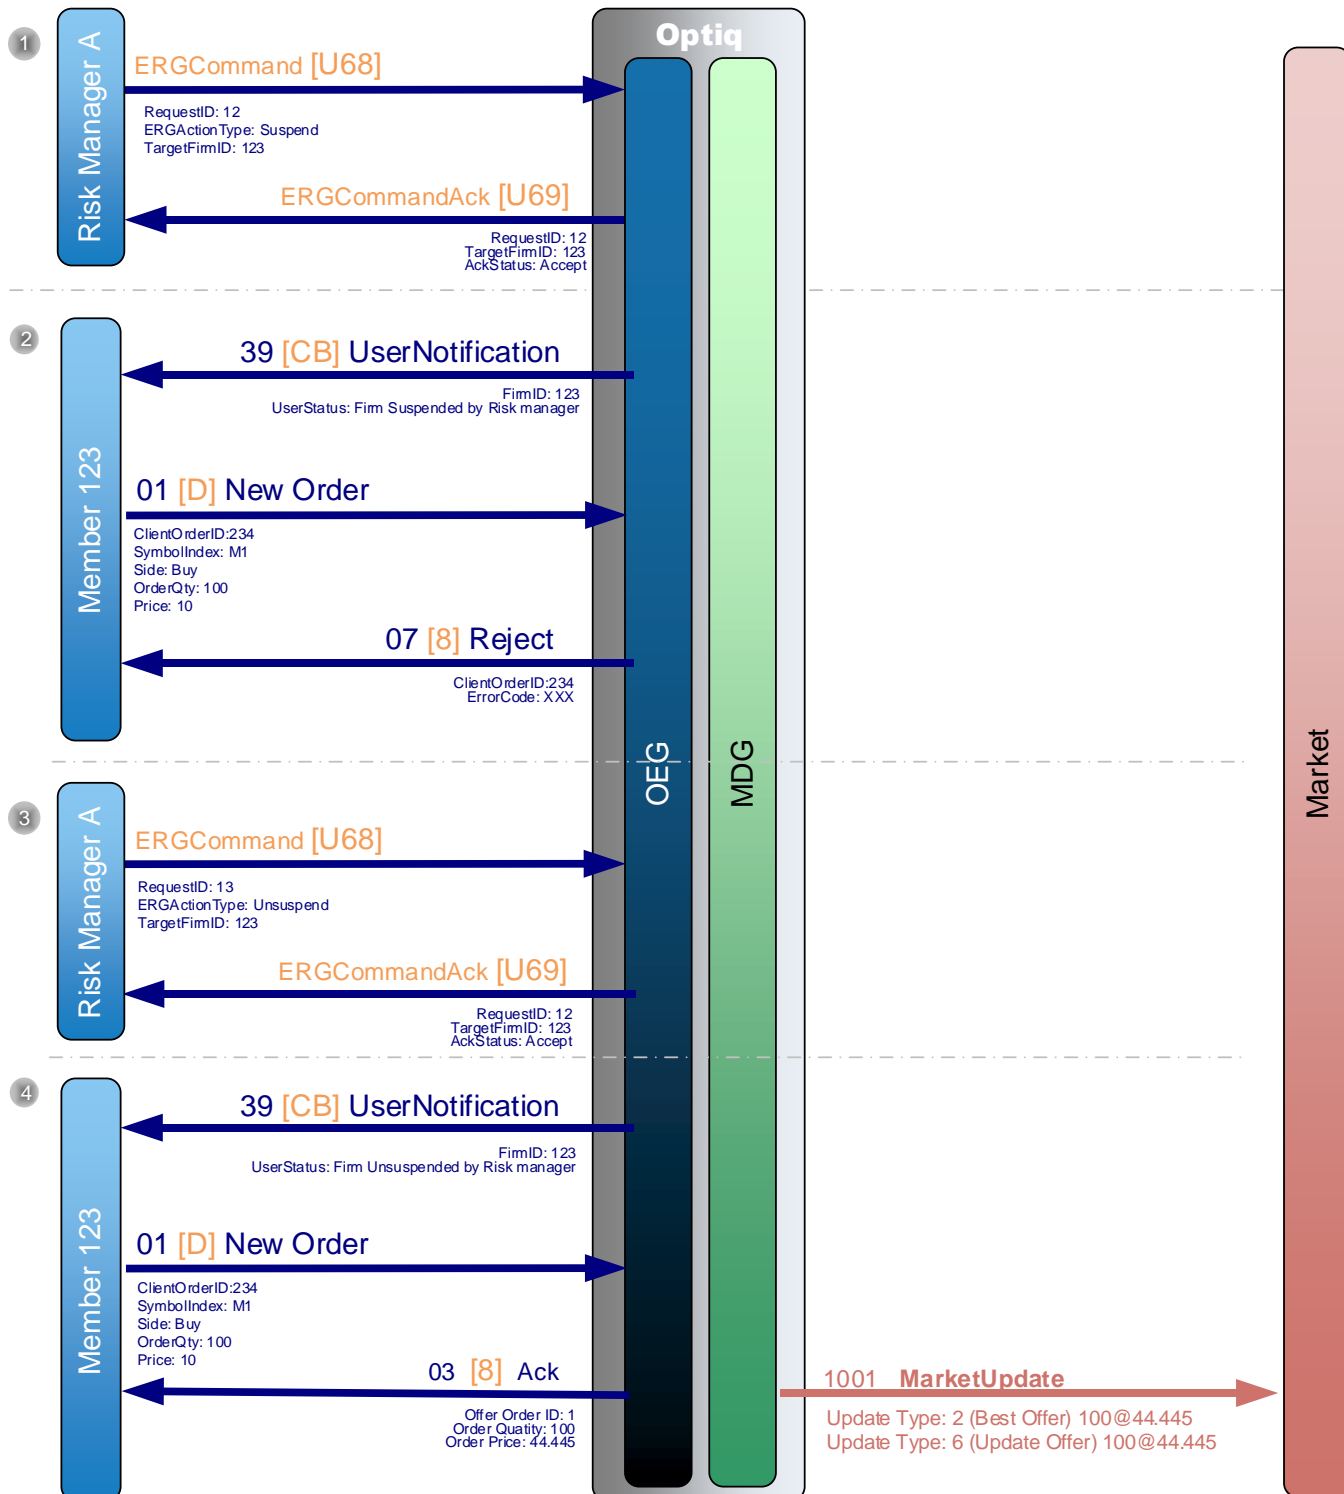 1
Risk Manager A
Optiq
ERGCommand [U68]
RequestID: 12
ERGActionType: Suspend
TargetFirmID: 123
ERGCommandAck [U69]
RequestID: 12
TargetFirmID: 123
AckStatus: Accept
2
Member 123
39 [CB] UserNotification
FirmID: 123
UserStatus: Firm Suspended by Risk manager
01 [D] New Order
ClientOrderID:234
SymbolIndex: M1
Side: Buy
OrderQty: 100
Price: 10
07 [8] Reject
ClientOrderID:234
ErrorCode: XXX
OEG
MDG
Market
3
Risk Manager A
ERGCommand [U68]
RequestID: 13
ERGActionType: Unsuspend
TargetFirmID: 123
ERGCommandAck [U69]
RequestID: 12
TargetFirmID: 123
AckStatus: Accept
4
Member 123
39 [CB] UserNotification
FirmID: 123
UserStatus: Firm Unsuspended by Risk manager
01 [D] New Order
ClientOrderID:234
SymbolIndex: M1
Side: Buy
OrderQty: 100
Price: 10
03 [8] Ack
Offer Order ID: 1
Order Quatity: 100
Order Price: 44.445
1001 MarketUpdate
Update Type: 2 (Best Offer) 100@44.445
Update Type: 6 (Update Offer) 100@44.445